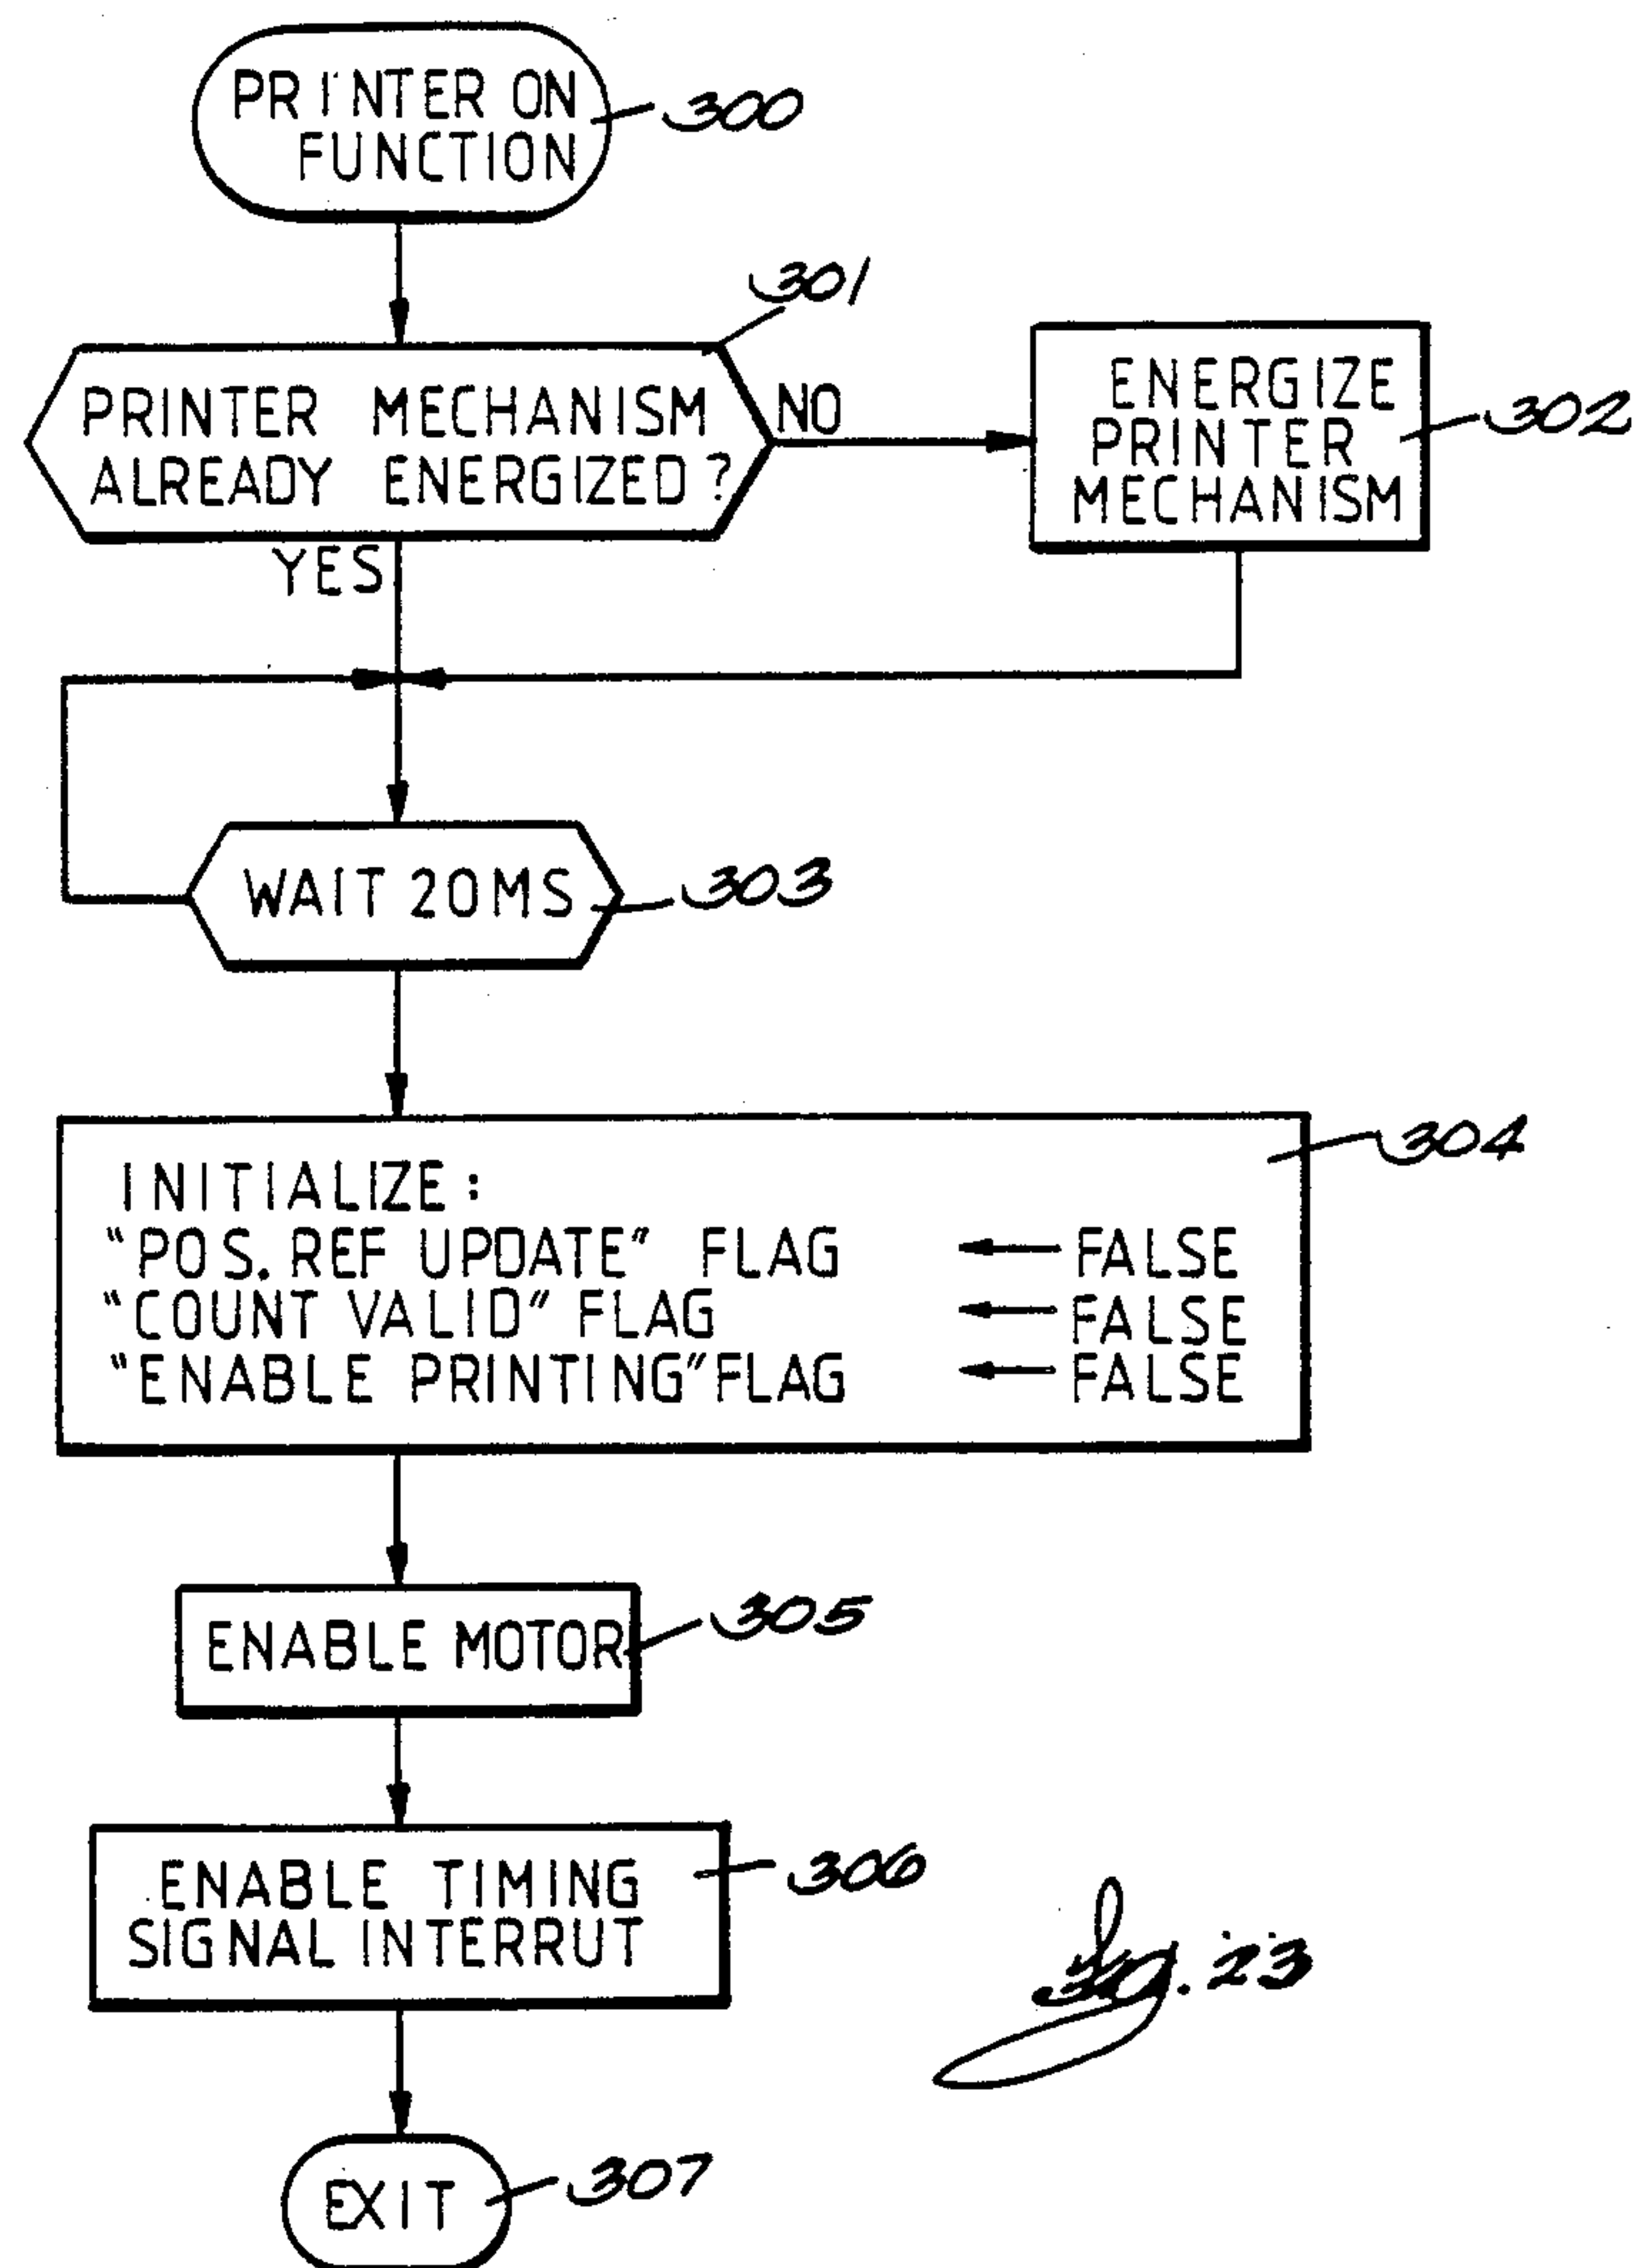 PRINTER ON
FUNCTION
300
301
PRINTER MECHANISM
ALREADY ENERGIZED?
NO
ENERGIZE
PRINTER
MECHANISM
302
YES
WAIT 20MS
303
304
INITIALIZE:
"POS. REF UPDATE" FLAG ← FALSE
"COUNT VALID" FLAG ← FALSE
"ENABLE PRINTING" FLAG ← FALSE
ENABLE MOTOR
305
ENABLE TIMING
SIGNAL INTERRUT
306
Fig. 23
EXIT
307